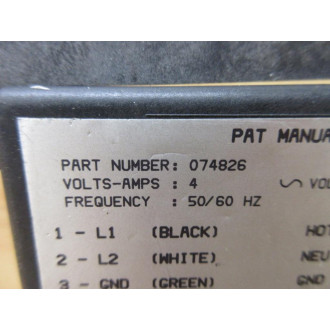 PAT MANUA
PART NUMBER: 074826
VOLTS-AMPS : 4 VOL
FREQUENCY : 50/60 HZ
1 - L1 (BLACK) HOT
2 - L2 (WHITE) NEU
3 - GND (GREEN) GND